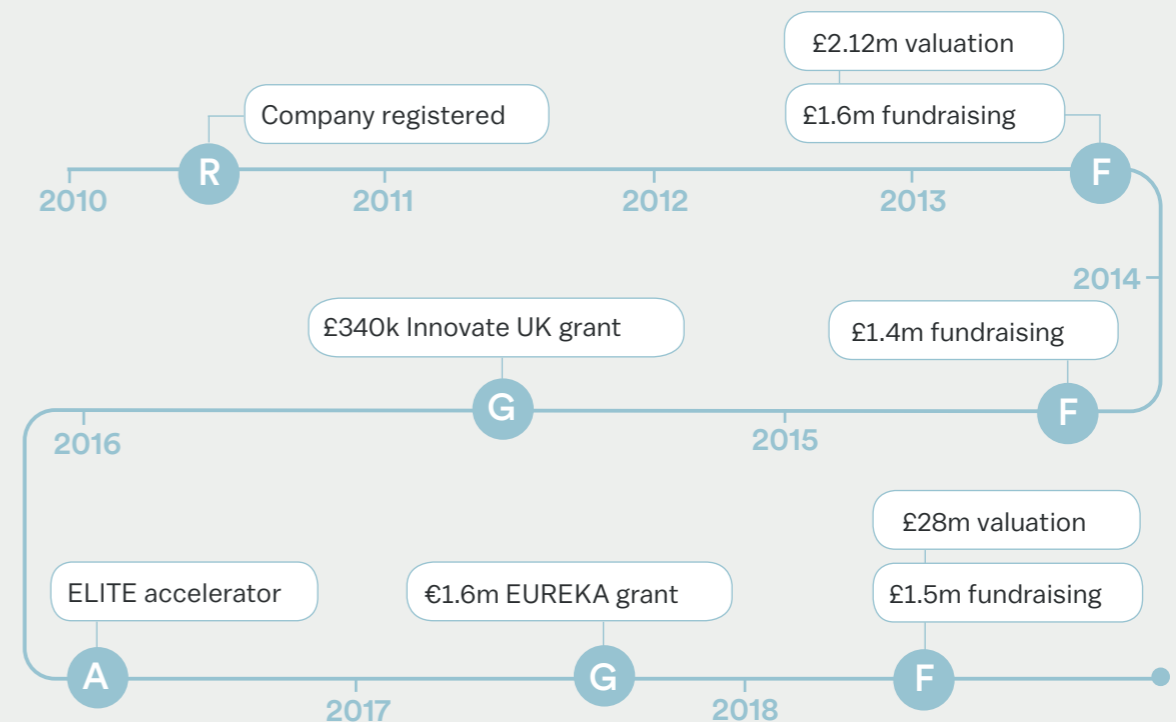 £2.12m valuation
Company registered
£1.6m fundraising
R
F
2010
2011
2012
2013
2014
£340k Innovate UK grant
£1.4m fundraising
G
F
2016
2015
£28m valuation
ELITE accelerator
€1.6m EUREKA grant
£1.5m fundraising
A
G
F
2017
2018